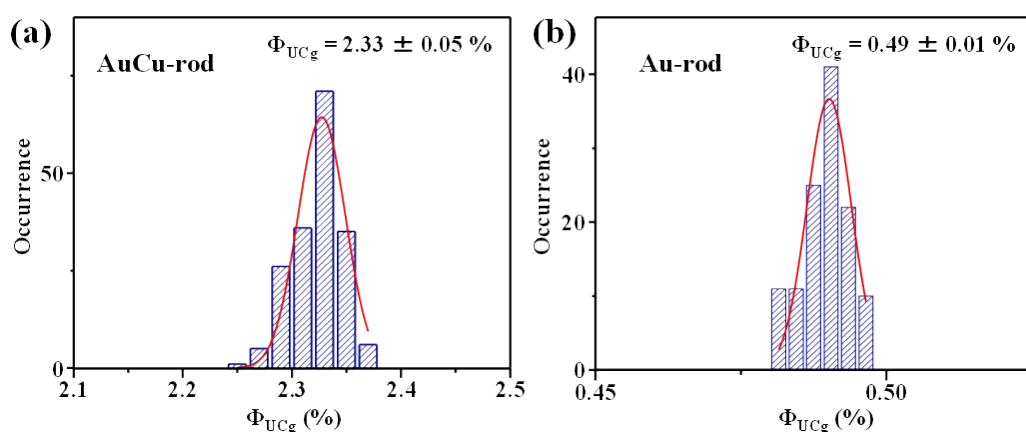 (a)
Φ_UCg = 2.33 ± 0.05 %
AuCu-rod
Occurrence
50
0
2.1 2.2 2.3 2.4 2.5
Φ_UCg (%)
(b)
Φ_UCg = 0.49 ± 0.01 %
Au-rod
Occurrence
40
20
0
0.45 0.50
Φ_UCg (%)